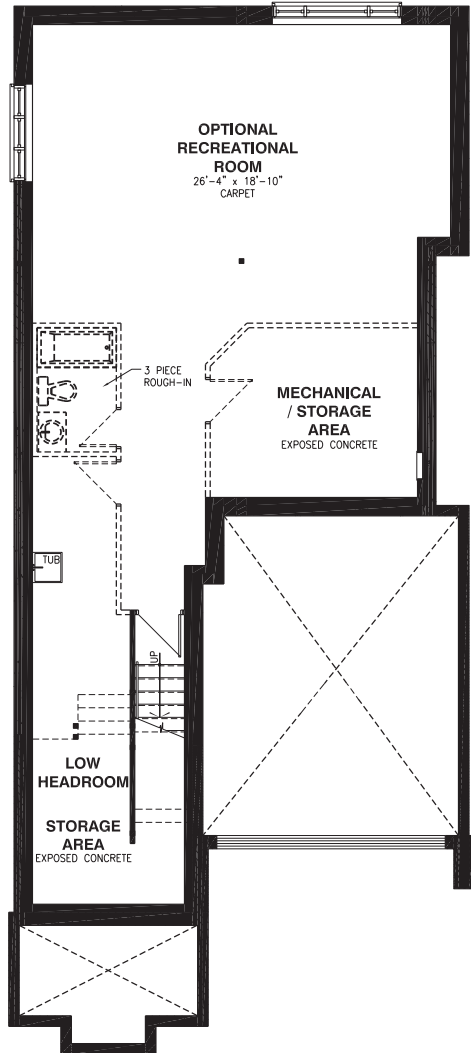 OPTIONAL
RECREATIONAL
ROOM
26'-4" x 18'-10"
CARPET
3 PIECE
ROUGH-IN
MECHANICAL
/ STORAGE
AREA
EXPOSED CONCRETE
TUB
UP
LOW
HEADROOM
STORAGE
AREA
EXPOSED CONCRETE